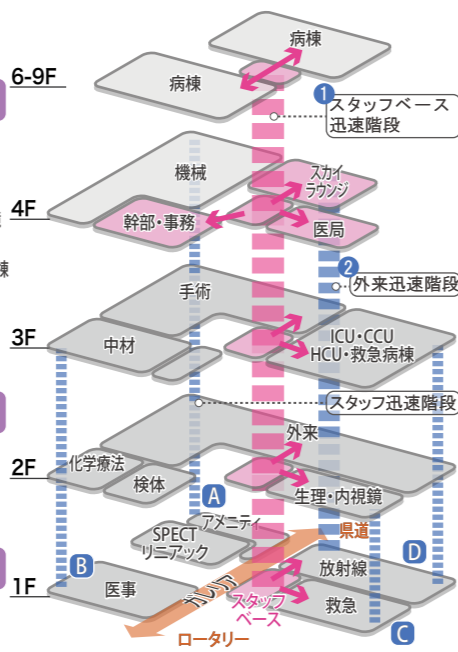 病棟
6-9F
病棟
1
スタッフベース
迅速階段
機械
スカイ
ラウンジ
4F
幹部・事務
医局
棟
2
手術
外来迅速階段
3F
中材
ICU・CCU
HCU・救急病棟
スタッフ迅速階段
外来
化学療法
2F
検体
生理・内視鏡
A
アメニティ
SPECT
リニアック
県道
B
D
放射線
1F
医事
ガレリア
スタッフ
ベース
救急
ロータリー
C